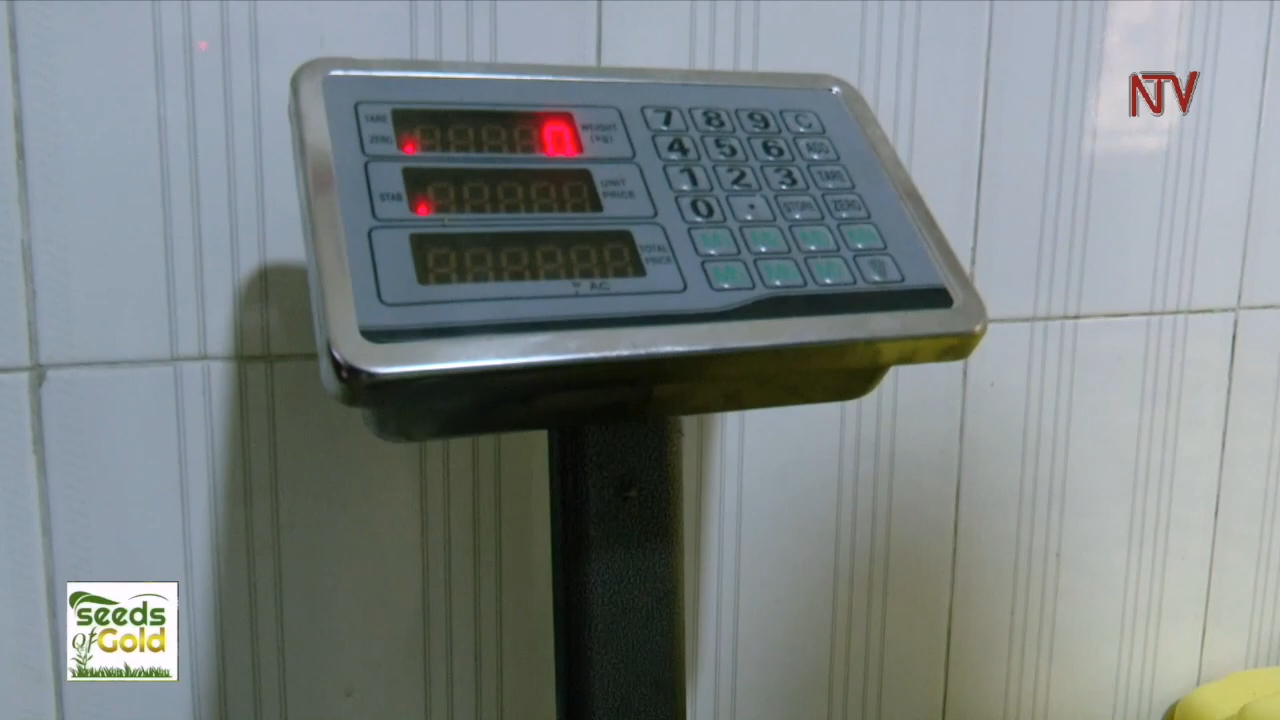 NTV
TARE
ZERO
0
WEIGHT
(kg)
STAB
UNIT
PRICE
TOTAL
PRICE
AC
7 8 9 C
4 5 6 ADD
1 2 3 TARE
0 . ZERO
seeds
of Gold